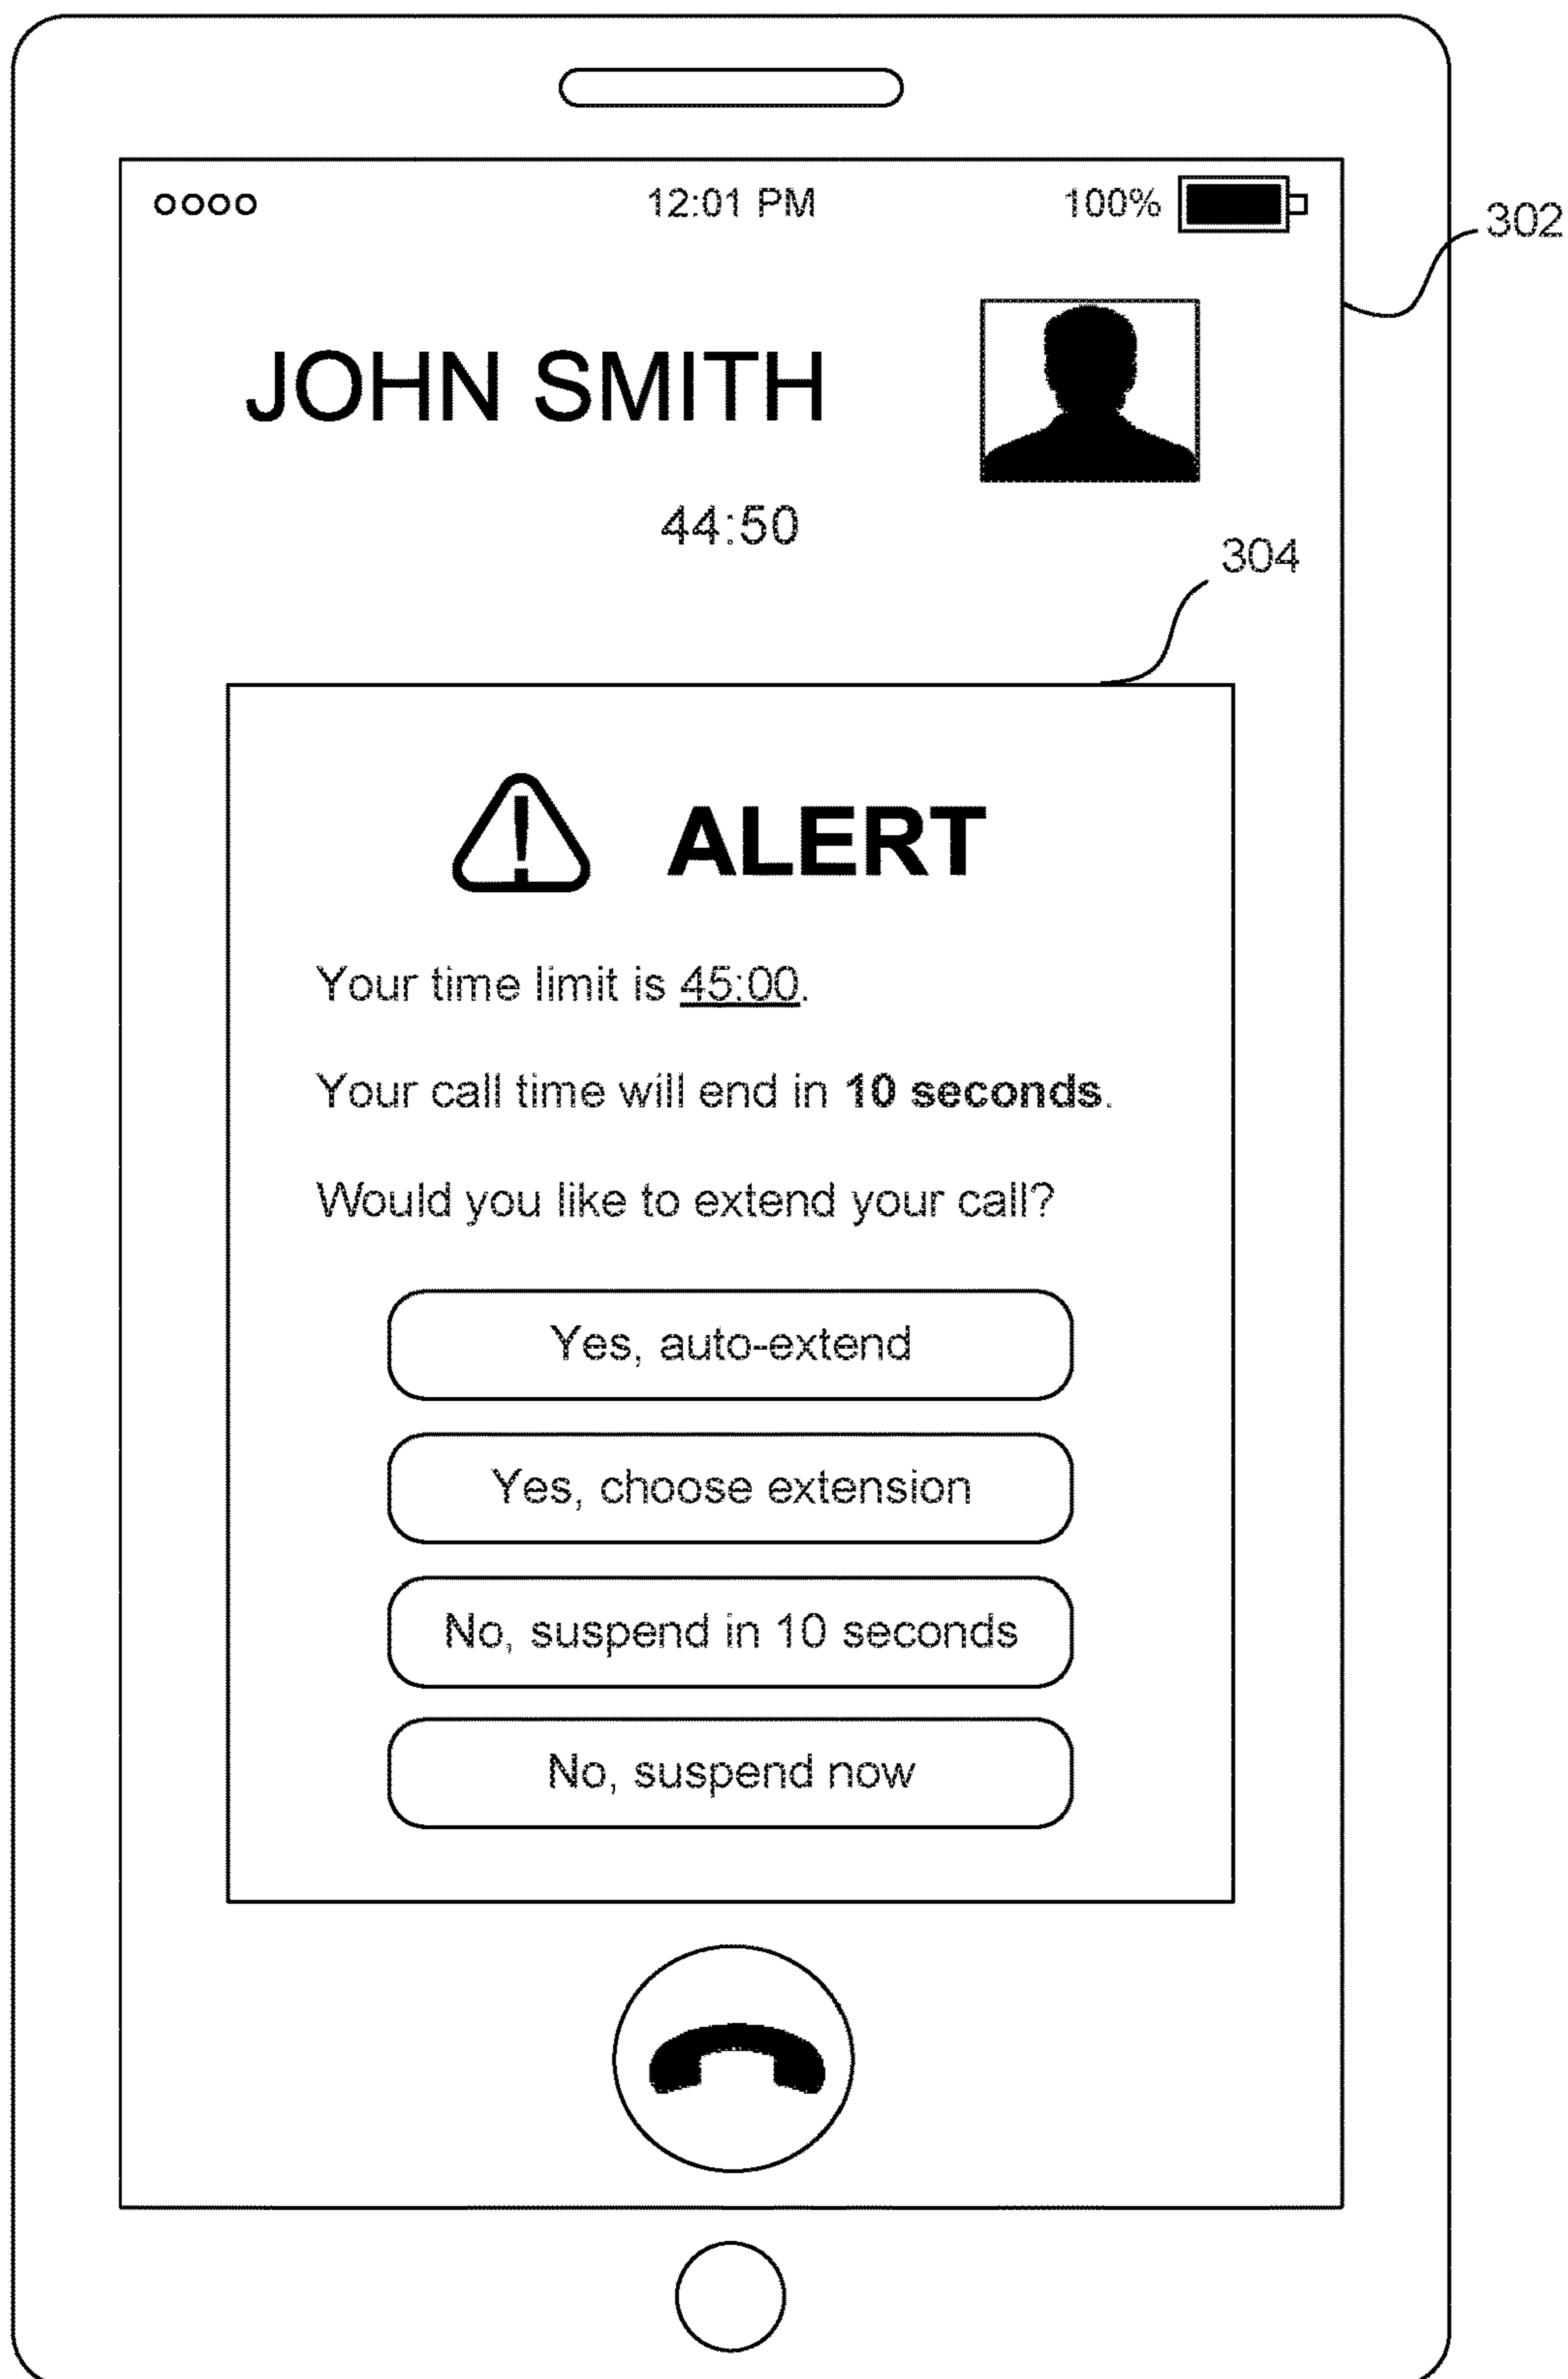 12:01 PM 100%
302
JOHN SMITH
44:50
304
ALERT
Your time limit is 45:00.
Your call time will end in 10 seconds.
Would you like to extend your call?
Yes, auto-extend
Yes, choose extension
No, suspend in 10 seconds
No, suspend now